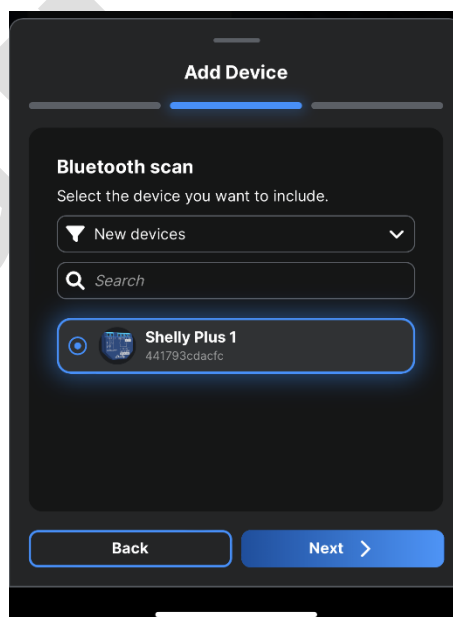 Add Device
Bluetooth scan
Select the device you want to include.
New devices
Search
Shelly Plus 1
441793cdacfc
Back
Next